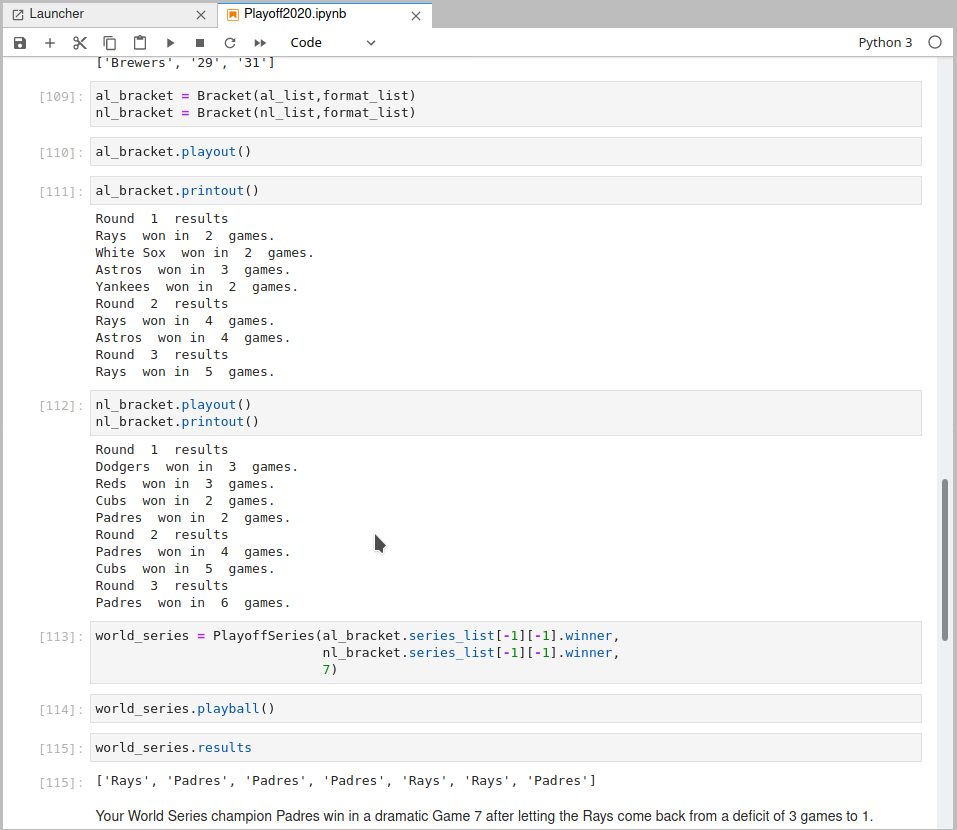 Launcher
Playoff2020.ipynb
Code
Python 3
['Brewers', '29', '31']
[109]:
al_bracket = Bracket(al_list,format_list)
nl_bracket = Bracket(nl_list,format_list)
[110]:
al_bracket.playout()
[111]:
al_bracket.printout()
Round  1  results
Rays  won in  2  games.
White Sox  won in  2  games.
Astros  won in  3  games.
Yankees  won in  2  games.
Round  2  results
Rays  won in  4  games.
Astros  won in  4  games.
Round  3  results
Rays  won in  5  games.
[112]:
nl_bracket.playout()
nl_bracket.printout()
Round  1  results
Dodgers  won in  3  games.
Reds  won in  3  games.
Cubs  won in  2  games.
Padres  won in  2  games.
Round  2  results
Padres  won in  4  games.
Cubs  won in  5  games.
Round  3  results
Padres  won in  6  games.
[113]:
world_series = PlayoffSeries(al_bracket.series_list[-1][-1].winner,
nl_bracket.series_list[-1][-1].winner,
7)
[114]:
world_series.playball()
[115]:
world_series.results
[115]:
['Rays', 'Padres', 'Padres', 'Padres', 'Rays', 'Rays', 'Padres']
Your World Series champion Padres win in a dramatic Game 7 after letting the Rays come back from a deficit of 3 games to 1.